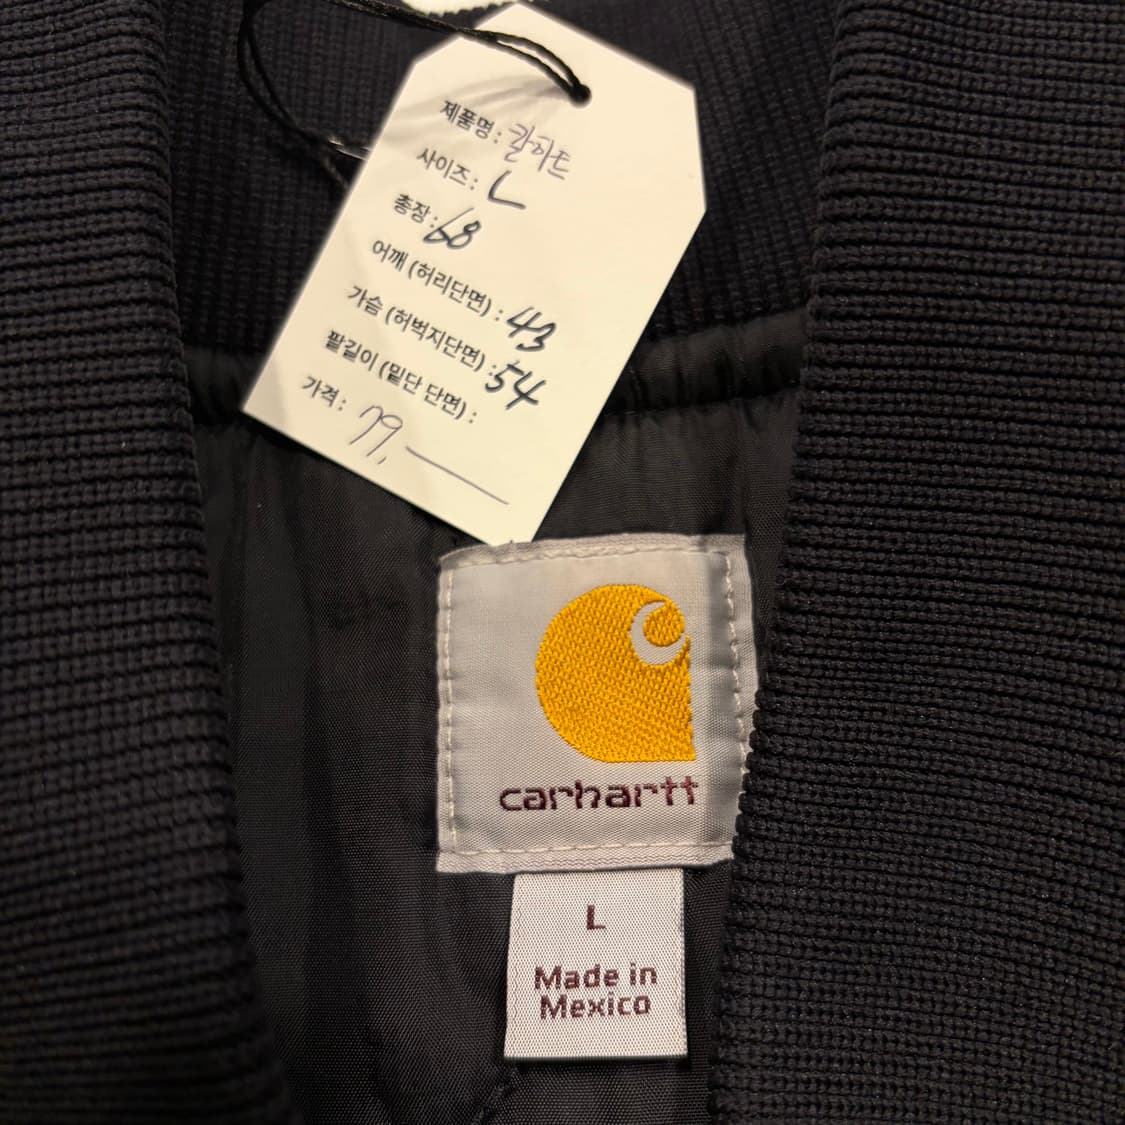 제품명 : 칼하트
사이즈 : L
총장 : 68
어깨 (허리단면) : 43
가슴 (허벅지단면) : 54
팔길이 (밑단 단면) :
가격 : 79,—
carhartt
L
Made in
Mexico